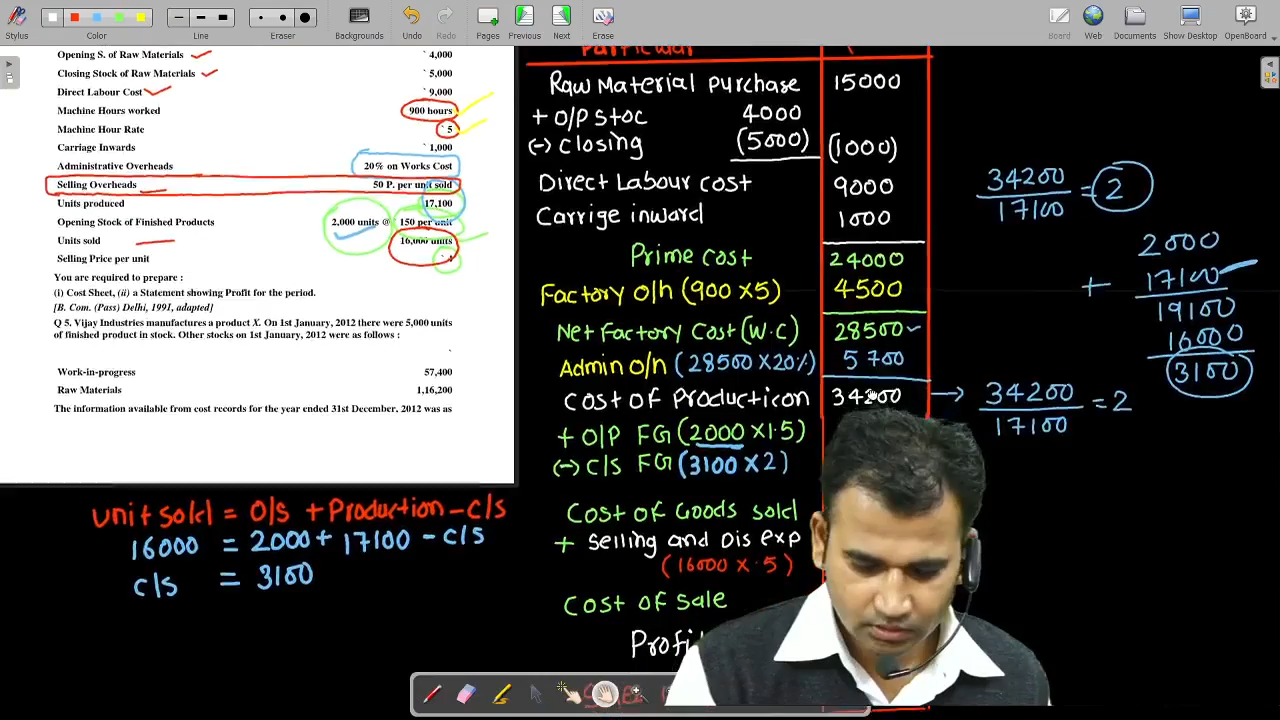 Styles
Color
Line
Eraser
Backgrounds
Undo
Pages
Previous
Next
Erase
Board
Web
Documents
Show Desktop
OpenBoard
Opening S. of Raw Materials ` 4,000
Closing Stock of Raw Materials ` 5,000
Direct Labour Cost ` 9,000
Machine Hours worked 900 hours
Machine Hour Rate ` 5
Carriage Inwards ` 1,000
Administrative Overheads 20% on Works Cost
Selling Overheads 50 P. per unit sold
Units produced 17,100
Opening Stock of Finished Products 2,000 units @ 150 per unit
Units sold 16,000 units
Selling Price per unit ` 4
You are required to prepare :
(i) Cost Sheet, (ii) a Statement showing Profit for the period.
[B. Com. (Pass) Delhi, 1991, adapted]
Q 5. Vijay Industries manufactures a product X. On 1st January, 2012 there were 5,000 units
of finished product in stock. Other stocks on 1st January, 2012 were as follows :
`
Work-in-progress 57,400
Raw Materials 1,16,200
The information available from cost records for the year ended 31st December, 2012 was as
unit sold = O/s + Production - c/s
16000 = 2000 + 17100 - c/s
c/s = 3100
Particular
Raw Material purchase 15000
+ O/p stoc 4000
(-) closing (5000) (1000)
Direct Labour cost 9000
Carrige inward 1000
Prime cost 24000
Factory o/h (900 X 5) 4500
Net Factory Cost (W.C) 28500
Admin o/h (28500 X 20%) 5700
Cost of Producticon 34200
+ O/P FG (2000 X 1.5)
(-) C/S FG (3100 X 2)
Cost of Goods sold
+ Selling and Dis exp
(16000 X .5)
Cost of sale
Profi
34200
17100
= 2
2000
+ 17100
19100
16000
3100
→ 34200
17100
= 2